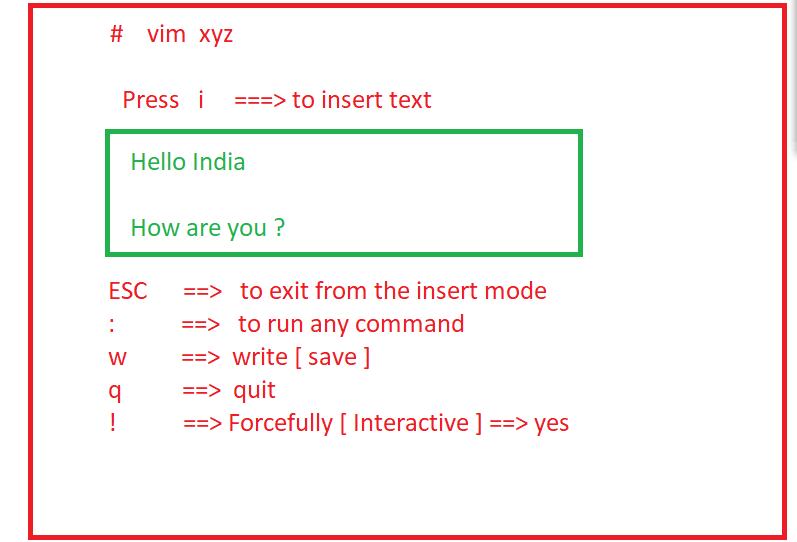 # vim xyz
Press i ===> to insert text
Hello India
How are you ?
ESC ==> to exit from the insert mode
: ==> to run any command
w ==> write [ save ]
q ==> quit
! ==> Forcefully [ Interactive ] ==> yes